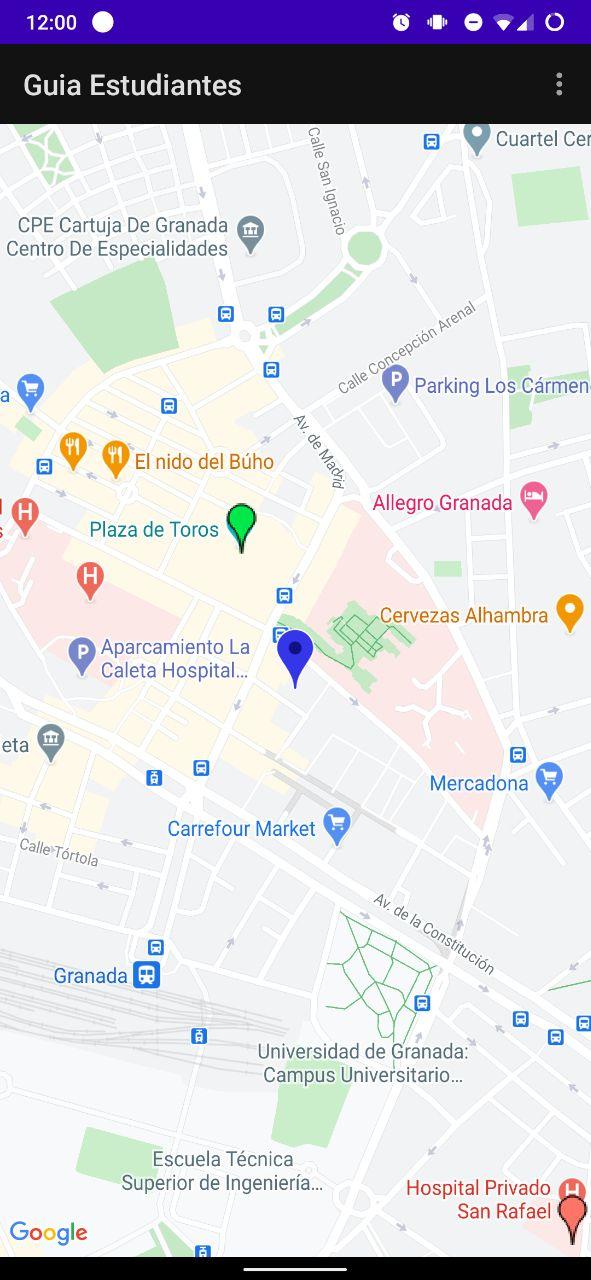 12:00
Guia Estudiantes
Cuartel Cer
Calle San Ignacio
CPE Cartuja De Granada
Centro De Especialidades
Calle Concepción Arenal
P
Parking Los Cármen
a
Av. de Madrid
El nido del Búho
Allegro Granada
H
s
Plaza de Toros
H
Cervezas Alhambra
P
Aparcamiento La
Caleta Hospital...
eta
Mercadona
Carrefour Market
Calle Tórtola
Av. de la Constitución
Granada
Universidad de Granada:
Campus Universitario...
Escuela Técnica
Superior de Ingeniería...
Hospital Privado
San Rafael
H
Google